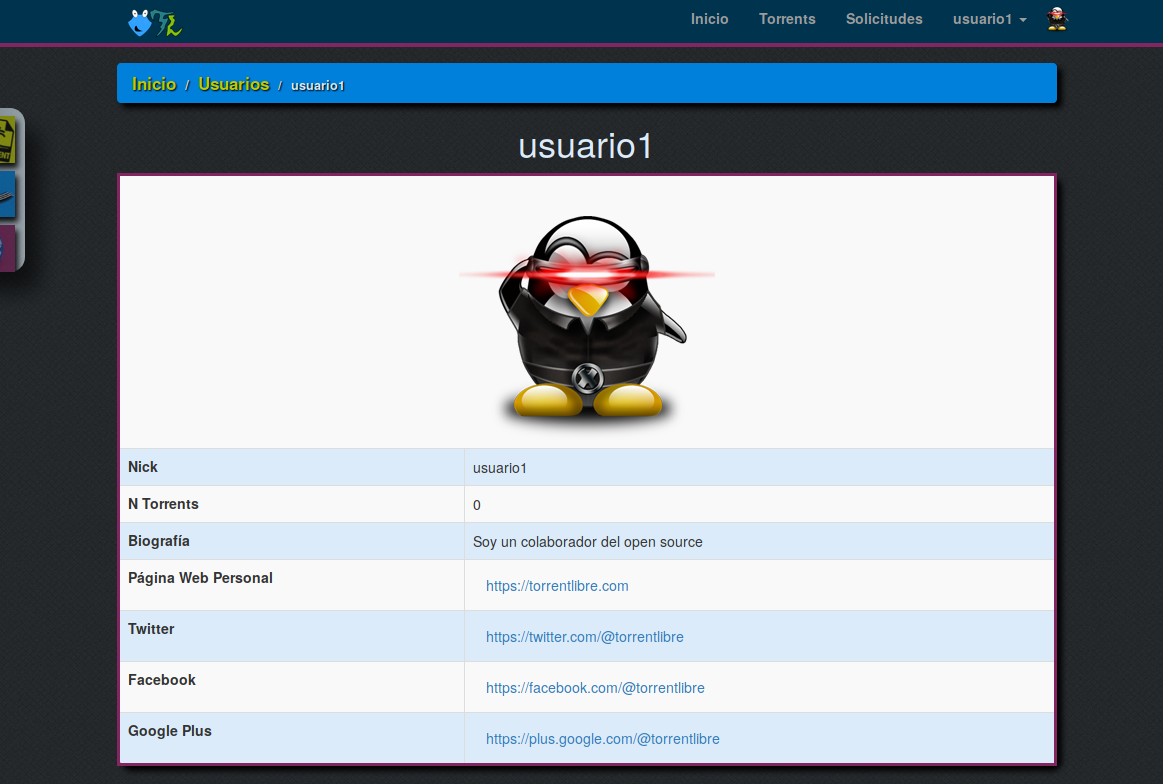 Inicio Torrents Solicitudes usuario1
Inicio / Usuarios / usuario1
usuario1
Nick usuario1
N Torrents 0
Biografía Soy un colaborador del open source
Página Web Personal https://torrentlibre.com
Twitter https://twitter.com/@torrentlibre
Facebook https://facebook.com/@torrentlibre
Google Plus https://plus.google.com/@torrentlibre